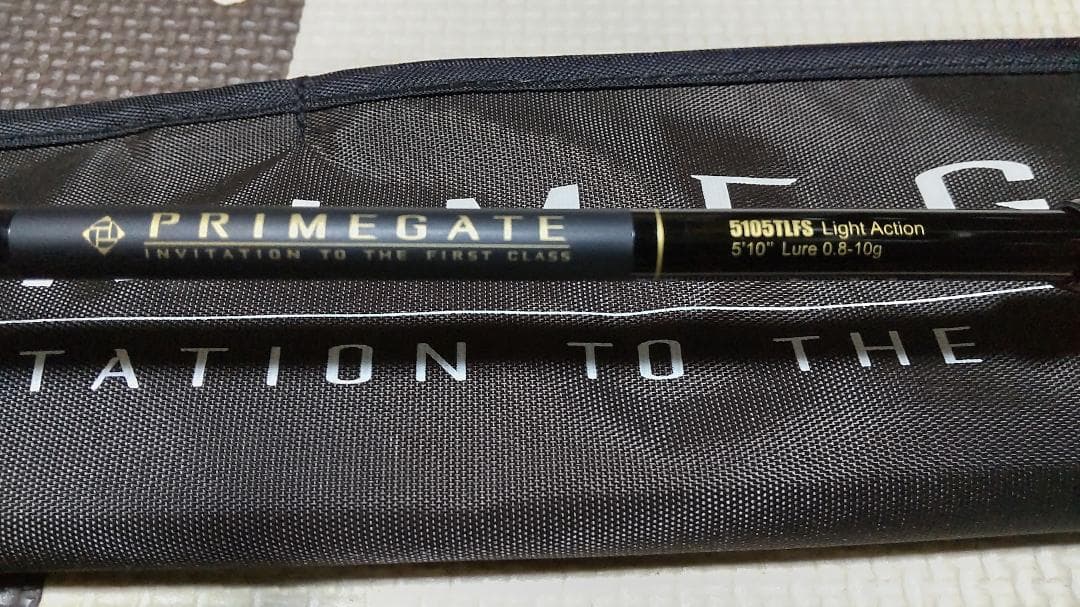 PRIMEGATE
INVITATION TO THE FIRST CLASS
5105TLFS Light Action
5'10" Lure 0.8-10g
TATION TO THE